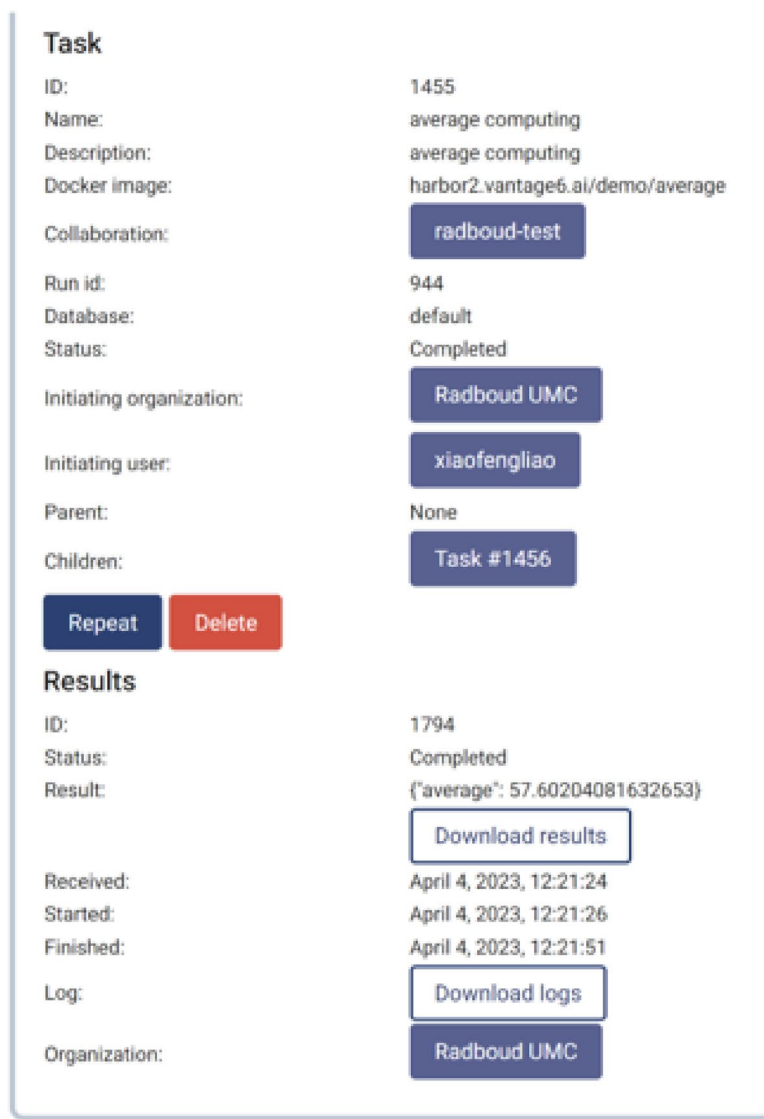 Task
ID: 1455
Name: average computing
Description: average computing
Docker image: harbor2.vantage6.ai/demo/average
Collaboration: radboud-test
Run id: 944
Database: default
Status: Completed
Initiating organization: Radboud UMC
Initiating user: xiaofengliao
Parent: None
Children: Task #1456
Repeat Delete
Results
ID: 1794
Status: Completed
Result: {"average": 57.60204081632653}
Download results
Received: April 4, 2023, 12:21:24
Started: April 4, 2023, 12:21:26
Finished: April 4, 2023, 12:21:51
Log: Download logs
Organization: Radboud UMC